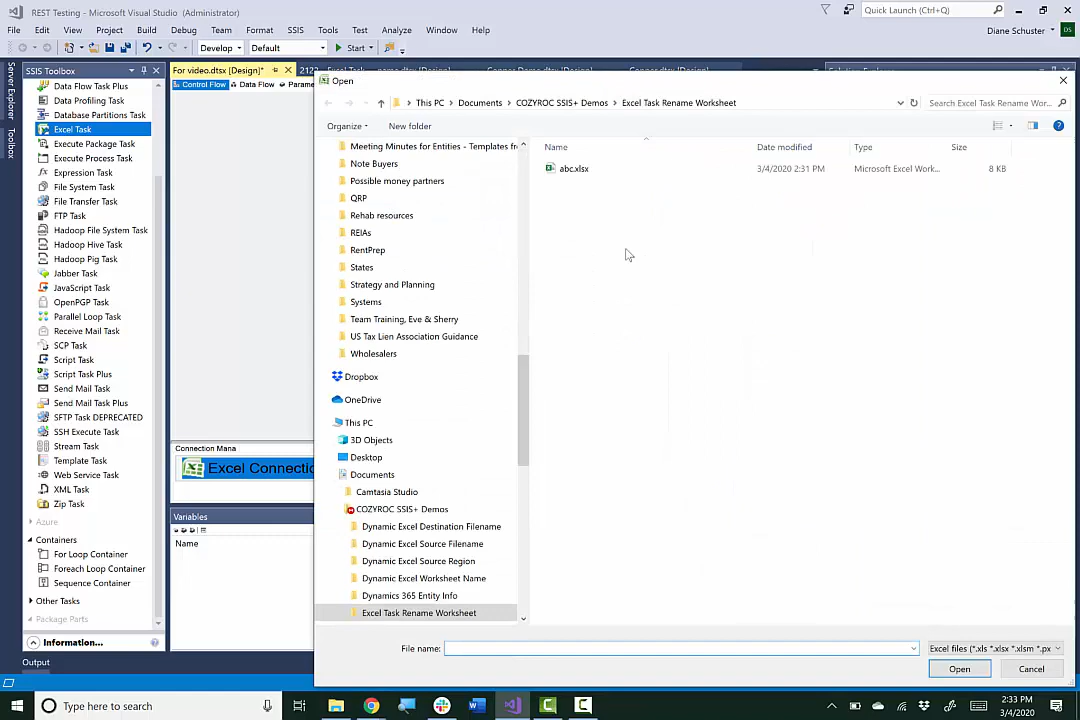 REST Testing - Microsoft Visual Studio (Administrator)
Quick Launch (Ctrl+Q)
File Edit View Project Build Debug Team Format SSIS Tools Test Analyze Window Help
Diane Schuster
DS
Develop Default Start
SSIS Toolbox
For video.dtsx [Design]*
Server Explorer
Toolbox
Control Flow
Data Flow
Parame
Data Flow Task Plus
Data Profiling Task
Database Partitions Task
Excel Task
Execute Package Task
Execute Process Task
Expression Task
File System Task
File Transfer Task
FTP Task
Hadoop File System Task
Hadoop Hive Task
Hadoop Pig Task
Jabber Task
JavaScript Task
OpenPGP Task
Parallel Loop Task
Receive Mail Task
SCP Task
Script Task
Script Task Plus
Send Mail Task
Send Mail Task Plus
SFTP Task DEPRECATED
SSH Execute Task
Stream Task
Template Task
Web Service Task
XML Task
Zip Task
Azure
Containers
For Loop Container
Foreach Loop Container
Sequence Container
Other Tasks
Package Parts
Information...
Output
Connection Mana
Excel Connectio
Variables
Name
Open
This PC > Documents > COZYROC SSIS+ Demos > Excel Task Rename Worksheet
Search Excel Task Rename Wor...
Organize
New folder
Meeting Minutes for Entities - Templates fr
Note Buyers
Possible money partners
QRP
Rehab resources
REIAs
RentPrep
States
Strategy and Planning
Systems
Team Training, Eve & Sherry
US Tax Lien Association Guidance
Wholesalers
Dropbox
OneDrive
This PC
3D Objects
Desktop
Documents
Camtasia Studio
COZYROC SSIS+ Demos
Dynamic Excel Destination Filename
Dynamic Excel Source Filename
Dynamic Excel Source Region
Dynamic Excel Worksheet Name
Dynamics 365 Entity Info
Excel Task Rename Worksheet
Name Date modified Type Size
abc.xlsx 3/4/2020 2:31 PM Microsoft Excel Work... 8 KB
File name:
Excel files (*.xls *.xlsx *.xlsm *.px
Open
Cancel
Type here to search
2:33 PM
3/4/2020